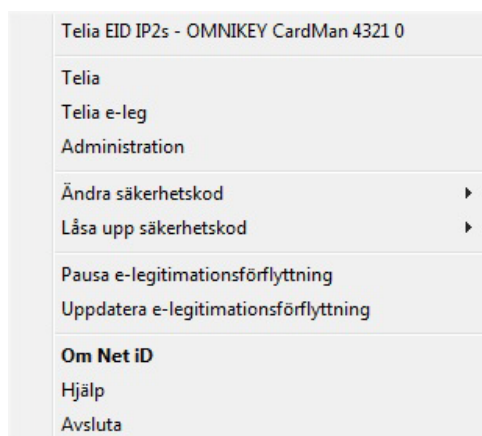 Telia EID IP2s - OMNIKEY CardMan 4321 0
Telia
Telia e-leg
Administration
Ändra säkerhetskod
Låsa upp säkerhetskod
Pausa e-legitimationsförflyttning
Uppdatera e-legitimationsförflyttning
Om Net iD
Hjälp
Avsluta